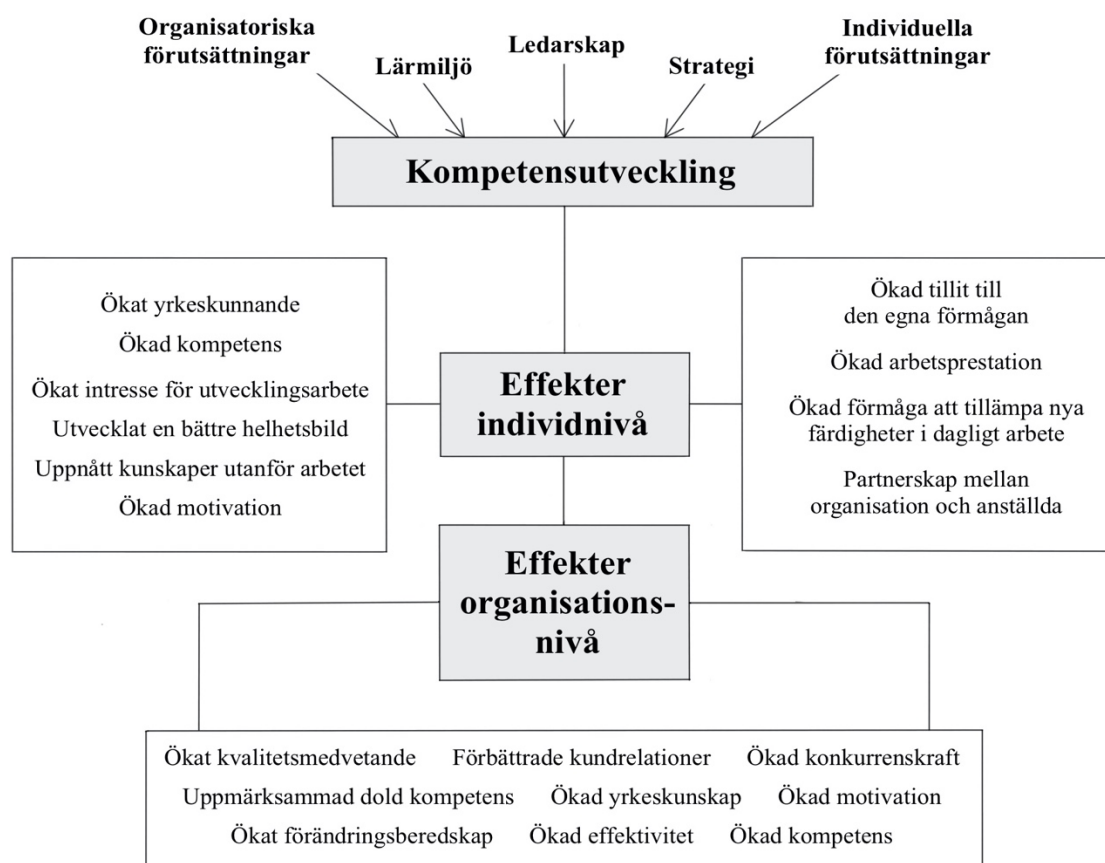 Organisatoriska
förutsättningar
Lärmiljö
Ledarskap
Strategi
Individuella
förutsättningar
Kompetensutveckling
Ökat yrkeskunnande
Ökad kompetens
Ökat intresse för utvecklingsarbete
Utvecklat en bättre helhetsbild
Uppnått kunskaper utanför arbetet
Ökad motivation
Effekter
individnivå
Ökad tillit till
den egna förmågan
Ökad arbetsprestation
Ökad förmåga att tillämpa nya
färdigheter i dagligt arbete
Partnerskap mellan
organisation och anställda
Effekter
organisations-
nivå
Ökat kvalitetsmedvetande Förbättrade kundrelationer Ökad konkurrenskraft
Uppmärksammad dold kompetens Ökad yrkeskunskap Ökad motivation
Ökat förändringsberedskap Ökad effektivitet Ökad kompetens